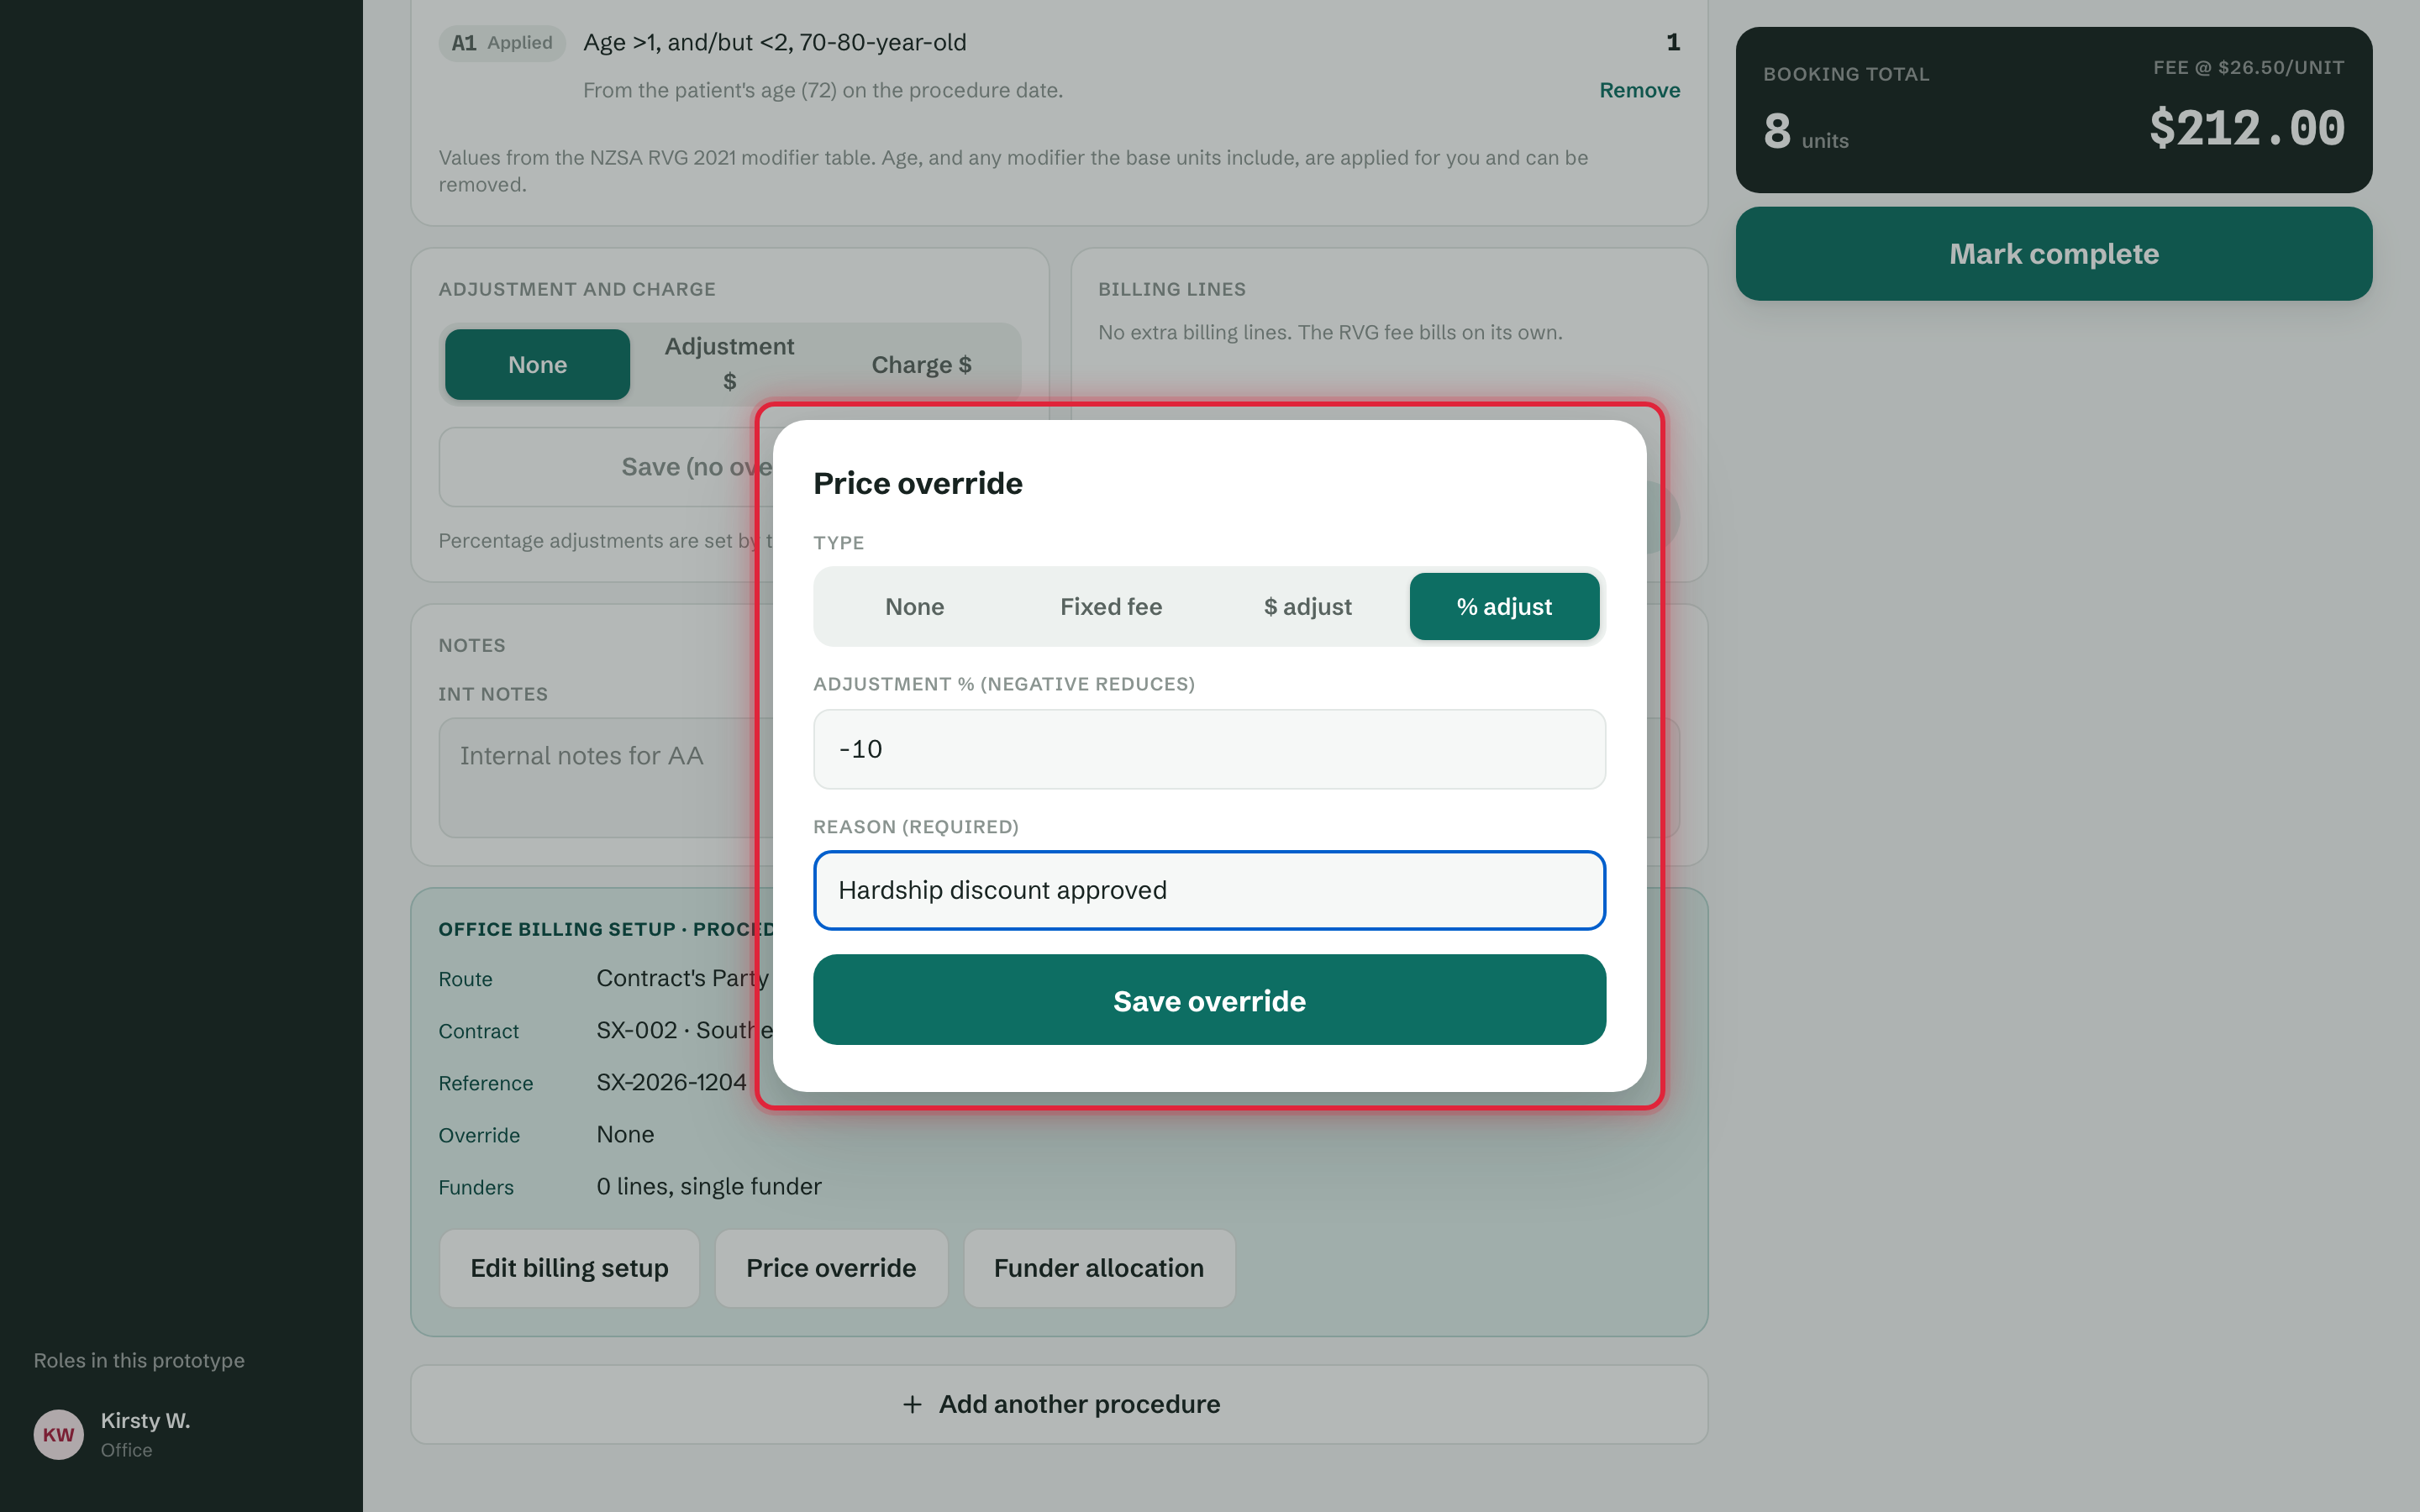 A1 Applied Age >1, and/but <2, 70-80-year-old 1
From the patient's age (72) on the procedure date. Remove
Values from the NZSA RVG 2021 modifier table. Age, and any modifier the base units include, are applied for you and can be
removed.
BOOKING TOTAL FEE @ $26.50/UNIT
8 units $212.00
Mark complete
ADJUSTMENT AND CHARGE
None Adjustment $ Charge $
Save (no
Percentage adjustments are set by
BILLING LINES
No extra billing lines. The RVG fee bills on its own.
Price override
TYPE
None Fixed fee $ adjust % adjust
ADJUSTMENT % (NEGATIVE REDUCES)
-10
REASON (REQUIRED)
Hardship discount approved
Save override
NOTES
INT NOTES
Internal notes for AA
OFFICE BILLING SETUP ·
Route Contract's Party
Contract SX-002 ·
Reference SX-2026-1204
Override None
Funders 0 lines, single funder
Edit billing setup Price override Funder allocation
+ Add another procedure
Roles in this prototype
KW Kirsty W.
Office